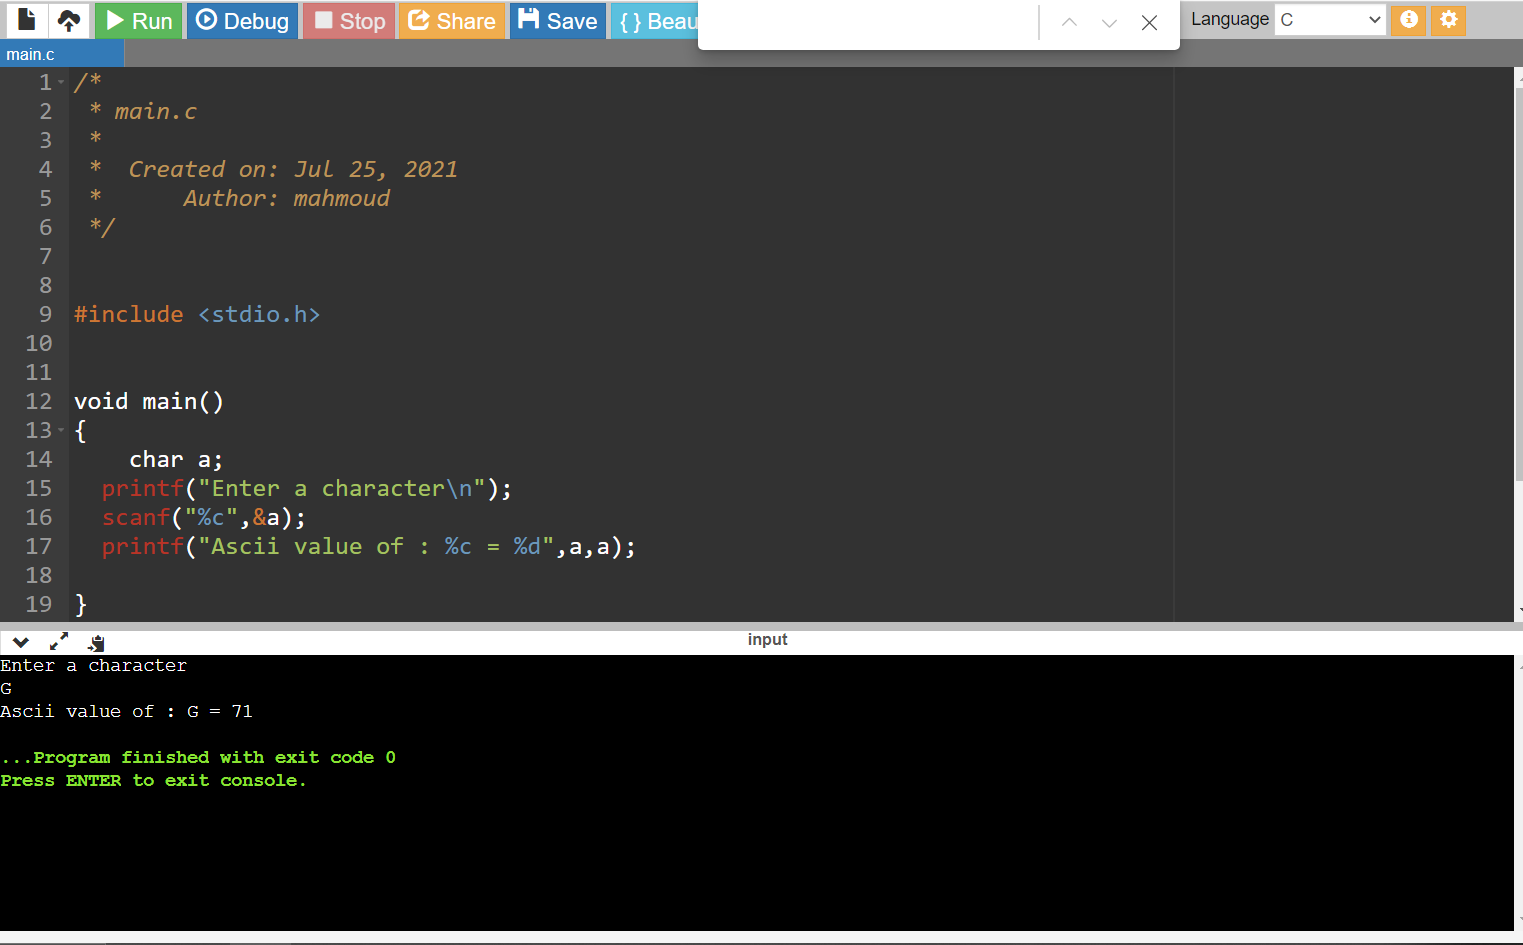 Run Debug Stop Share Save { } Beau Language C
main.c
1 /*
2 * main.c
3 *
4 * Created on: Jul 25, 2021
5 * Author: mahmoud
6 */
7
8
9 #include <stdio.h>
10
11
12 void main()
13 {
14 char a;
15 printf("Enter a character\n");
16 scanf("%c",&a);
17 printf("Ascii value of : %c = %d",a,a);
18
19 }
input
Enter a character
G
Ascii value of : G = 71
...Program finished with exit code 0
Press ENTER to exit console.